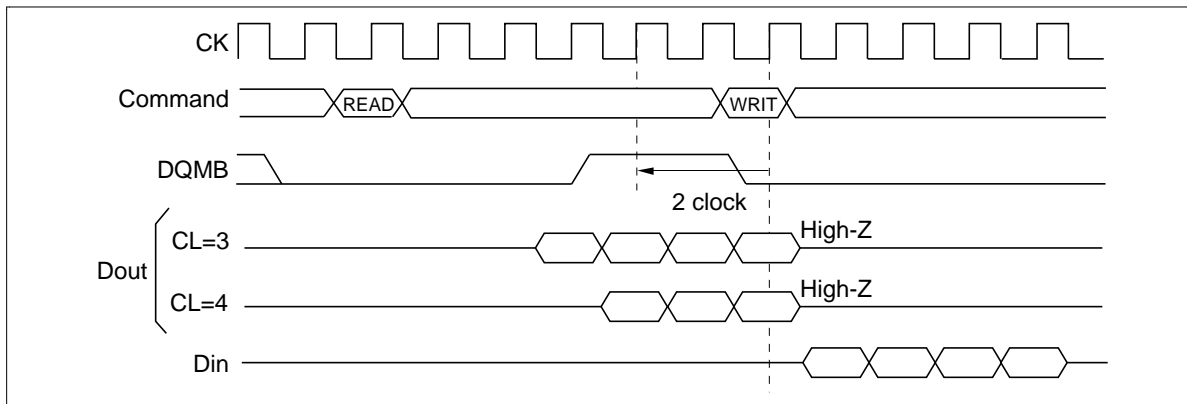 CK
Command READ WRIT
DQMB
2 clock
CL=3 High-Z
Dout
CL=4 High-Z
Din